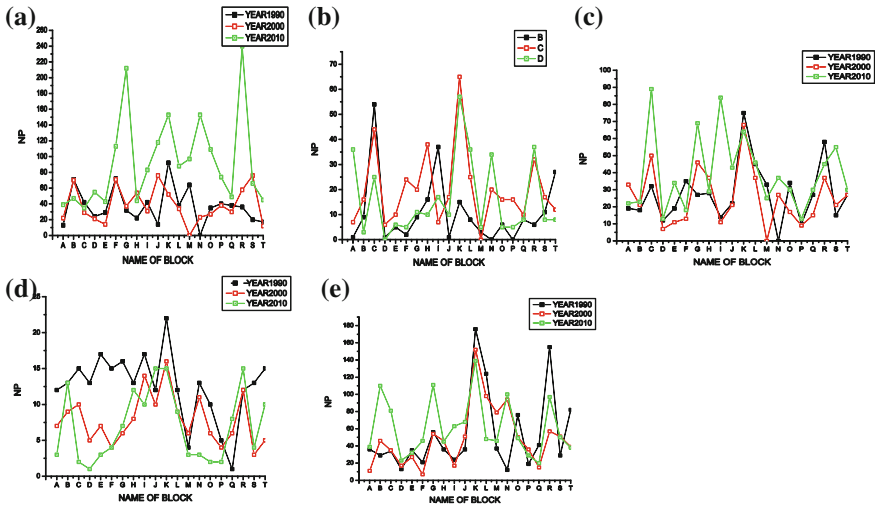 (a)
YEAR1990
YEAR2000
YEAR2010
NP
260
240
220
200
180
160
140
120
100
80
60
40
20
0
A B C D E F G H I J K L M N O P Q R S T
NAME OF BLOCK
(b)
B
C
D
NP
70
60
50
40
30
20
10
0
A B C D E F G H I J K L M N O P Q R S T
NAME OF BLOCK
(c)
YEAR1990
YEAR2000
YEAR2010
NP
100
90
80
70
60
50
40
30
20
10
0
A B C D E F G H I J K L M N O P Q R S T
NAME OF BLOCK
(d)
YEAR1990
YEAR2000
YEAR2010
NP
25
20
15
10
5
0
A B C D E F G H I J K L M N O P Q R S T
NAME OF BLOCK
(e)
YEAR1990
YEAR2000
YEAR2010
NP
180
160
140
120
100
80
60
40
20
0
A B C D E F G H I J K L M N O P Q R S T
NAME OF BLOCK